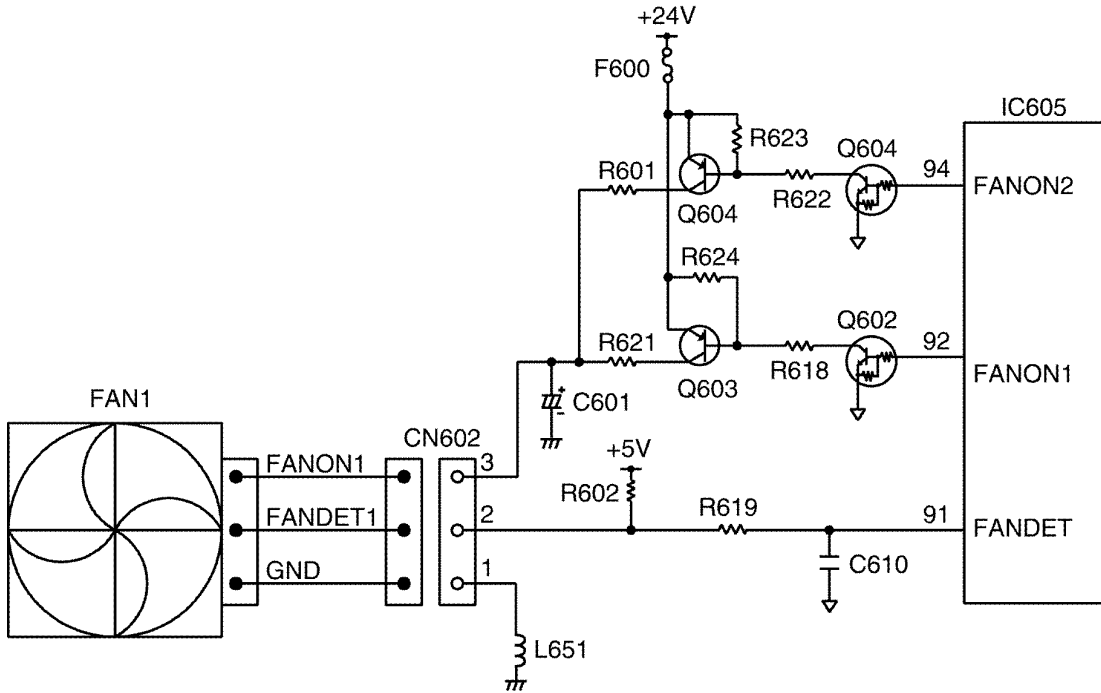 +24V
F600
IC605
R623
Q604
R601
94
FANON2
R622
Q604
R624
R621
Q602
92
R618
FANON1
Q603
FAN1
C601
+
-
CN602
+5V
FANON1
3
R602
R619
FANDET1
2
91
FANDET
GND
1
C610
L651